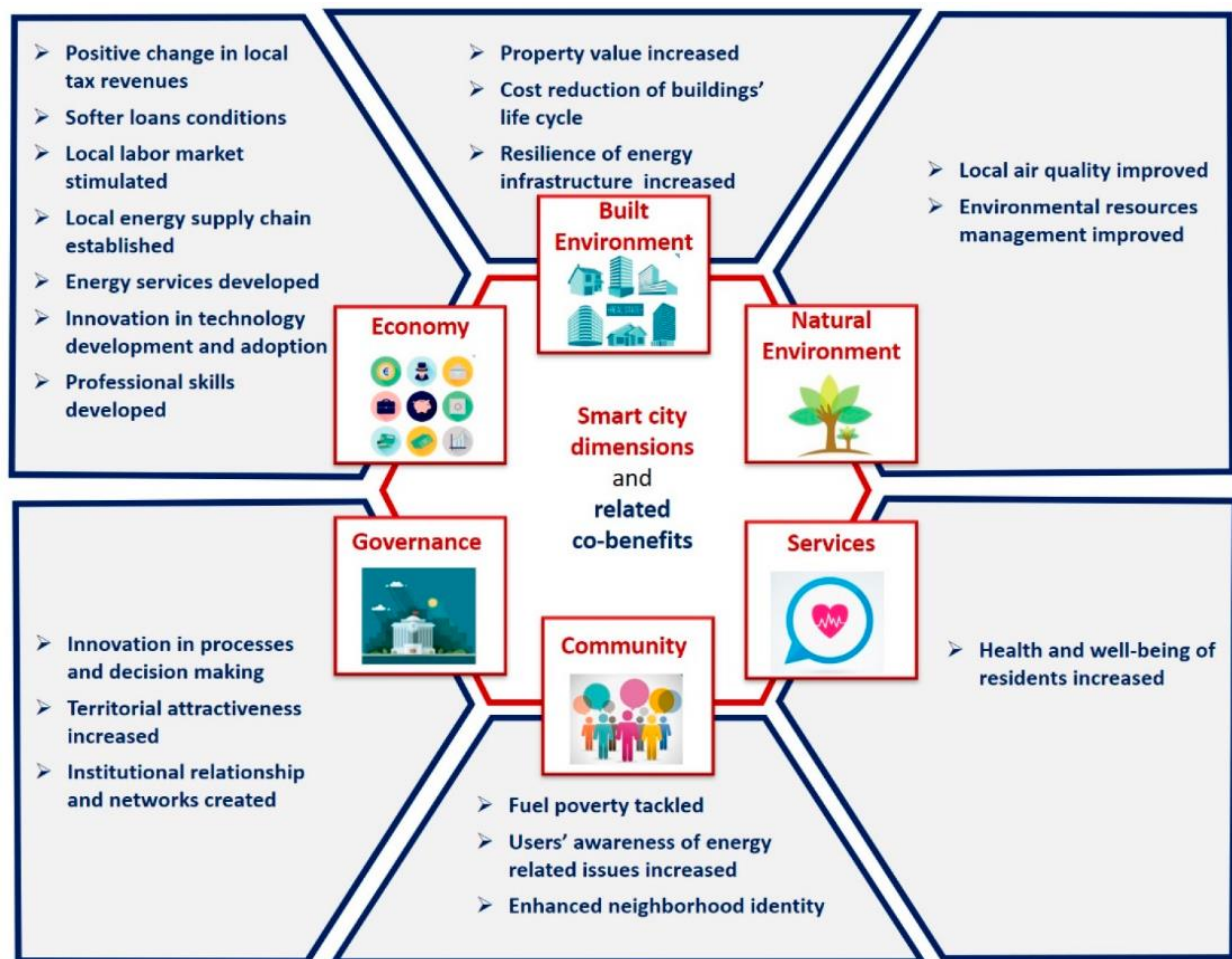 ➢ Positive change in local
tax revenues
➢ Softer loans conditions
➢ Local labor market
stimulated
➢ Local energy supply chain
established
➢ Energy services developed
➢ Innovation in technology
development and adoption
➢ Professional skills
developed
Economy
➢ Property value increased
➢ Cost reduction of buildings’
life cycle
➢ Resilience of energy
infrastructure increased
Built
Environment
➢ Local air quality improved
➢ Environmental resources
management improved
Natural
Environment
Smart city
dimensions
and
related
co-benefits
Governance
➢ Innovation in processes
and decision making
➢ Territorial attractiveness
increased
➢ Institutional relationship
and networks created
Community
➢ Fuel poverty tackled
➢ Users’ awareness of energy
related issues increased
➢ Enhanced neighborhood identity
Services
➢ Health and well-being of
residents increased